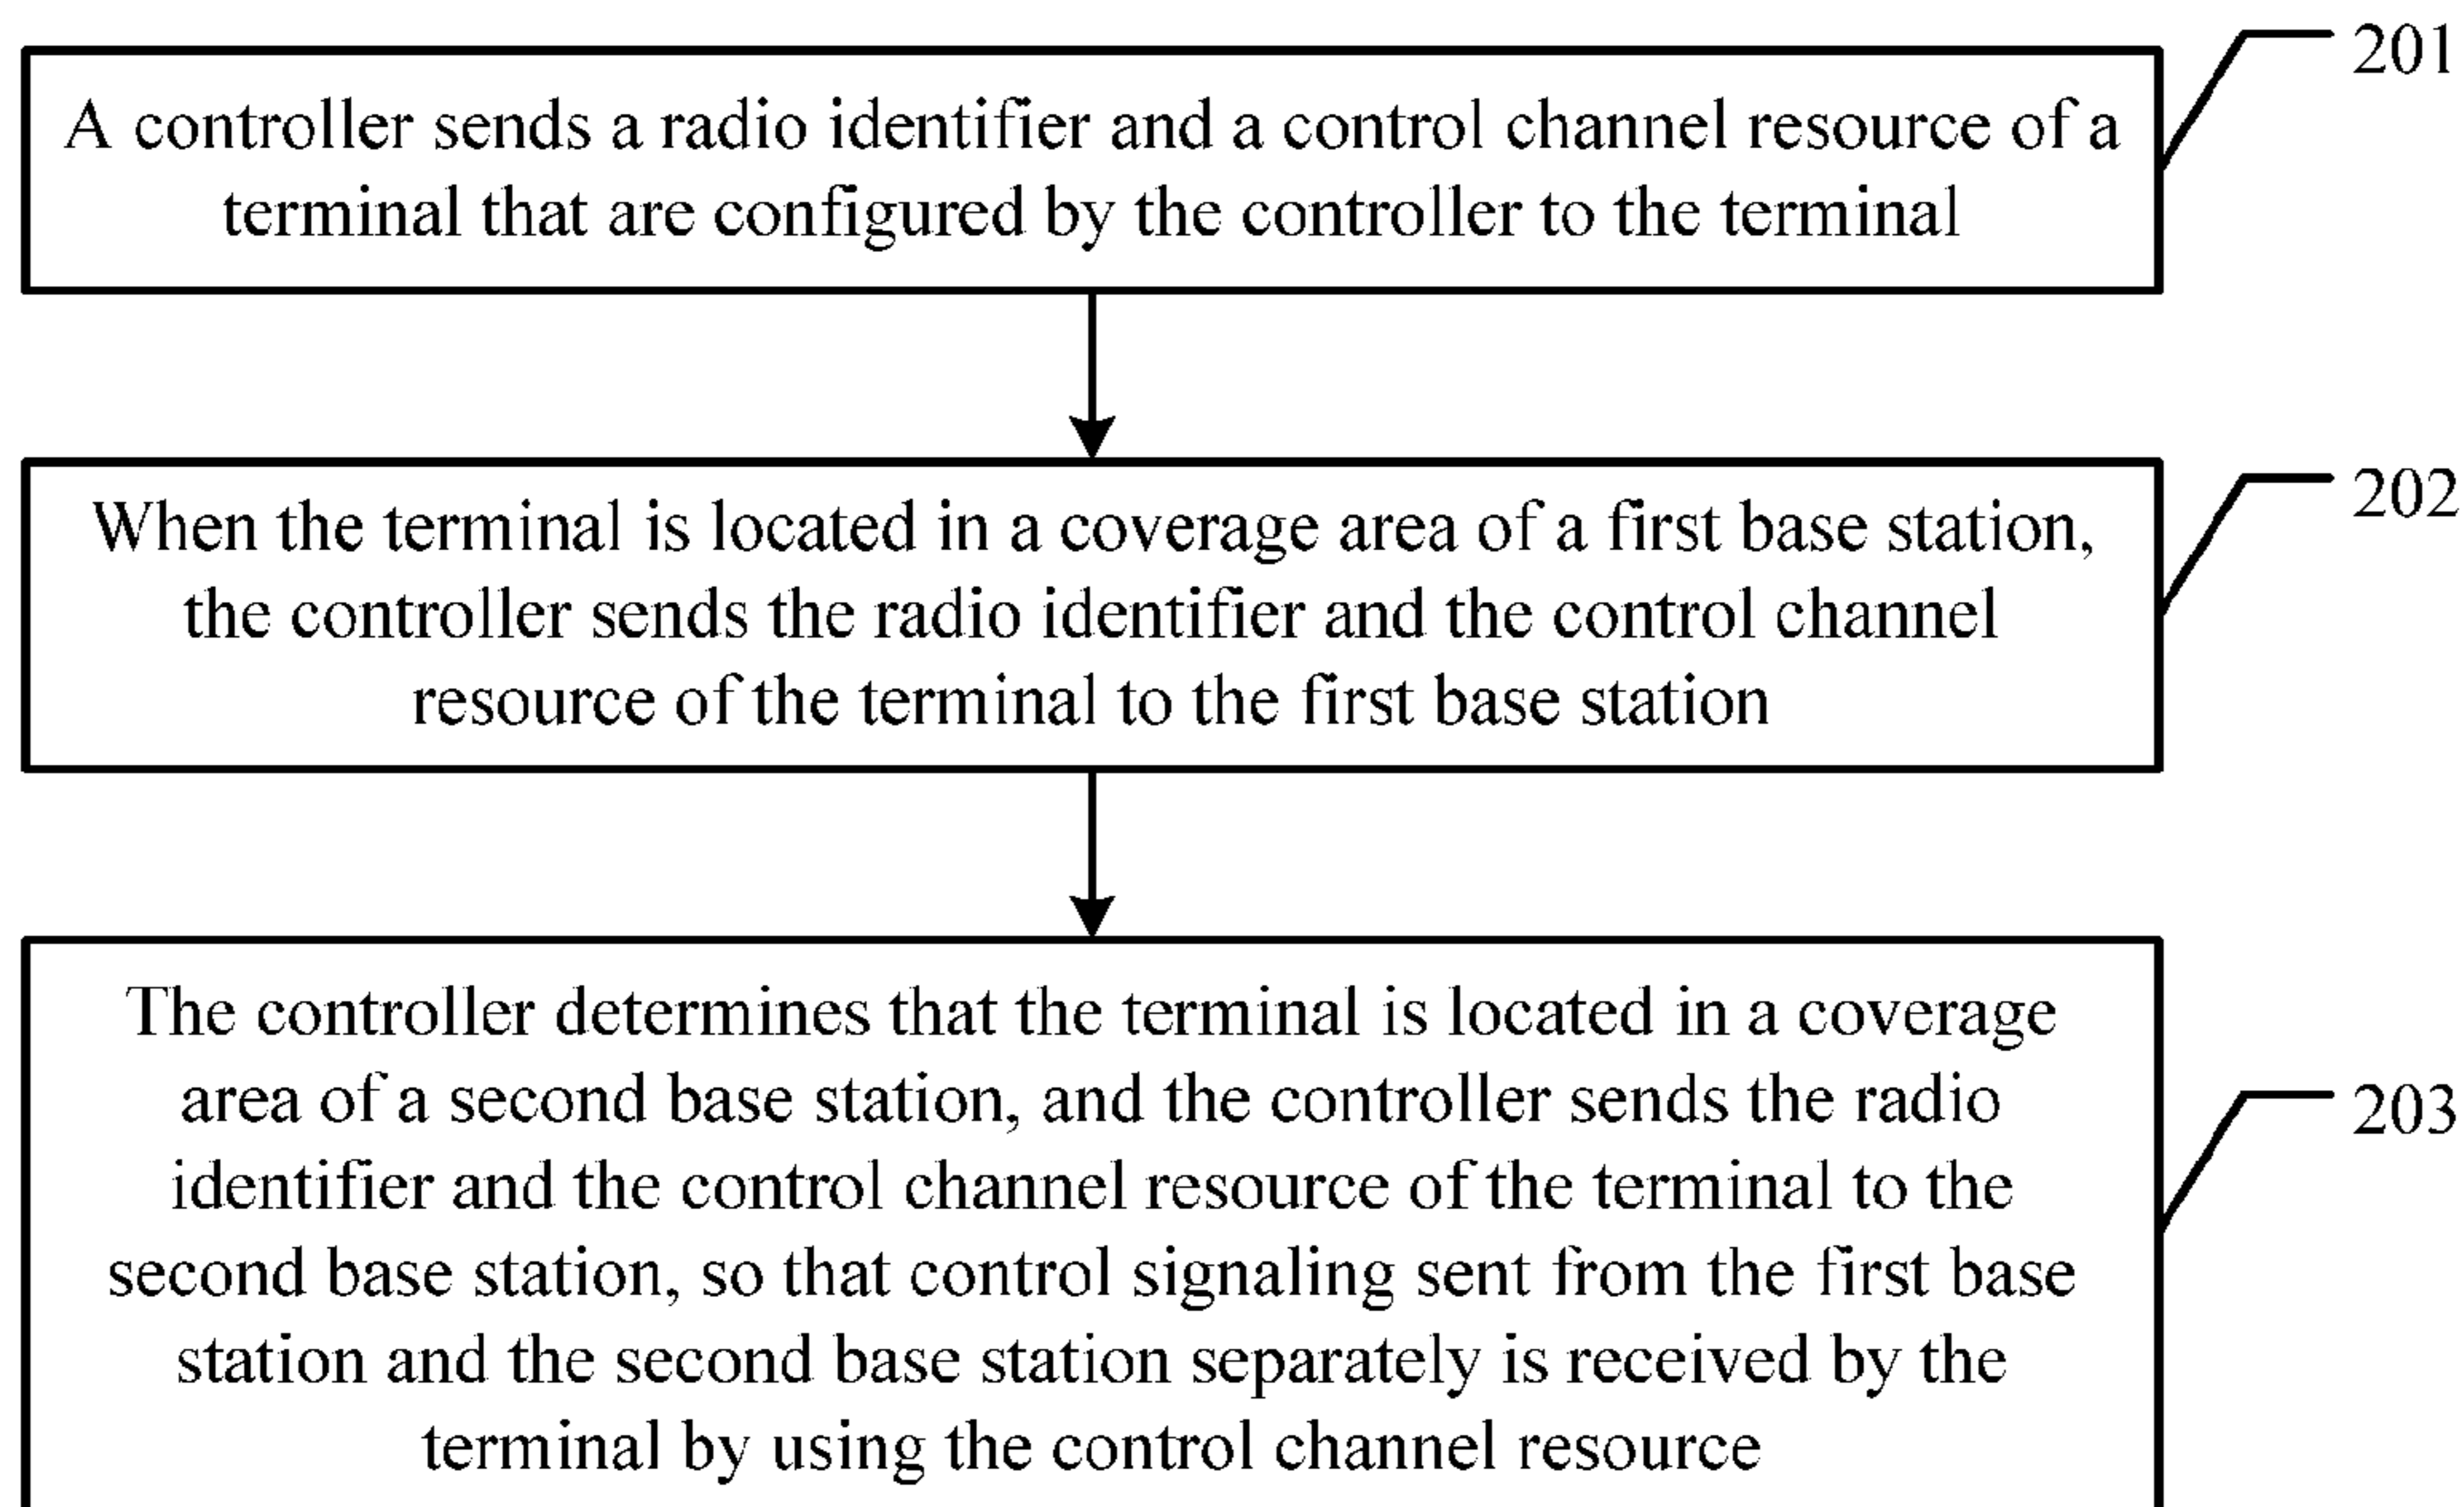 201
A controller sends a radio identifier and a control channel resource of a
terminal that are configured by the controller to the terminal
202
When the terminal is located in a coverage area of a first base station,
the controller sends the radio identifier and the control channel
resource of the terminal to the first base station
203
The controller determines that the terminal is located in a coverage
area of a second base station, and the controller sends the radio
identifier and the control channel resource of the terminal to the
second base station, so that control signaling sent from the first base
station and the second base station separately is received by the
terminal by using the control channel resource